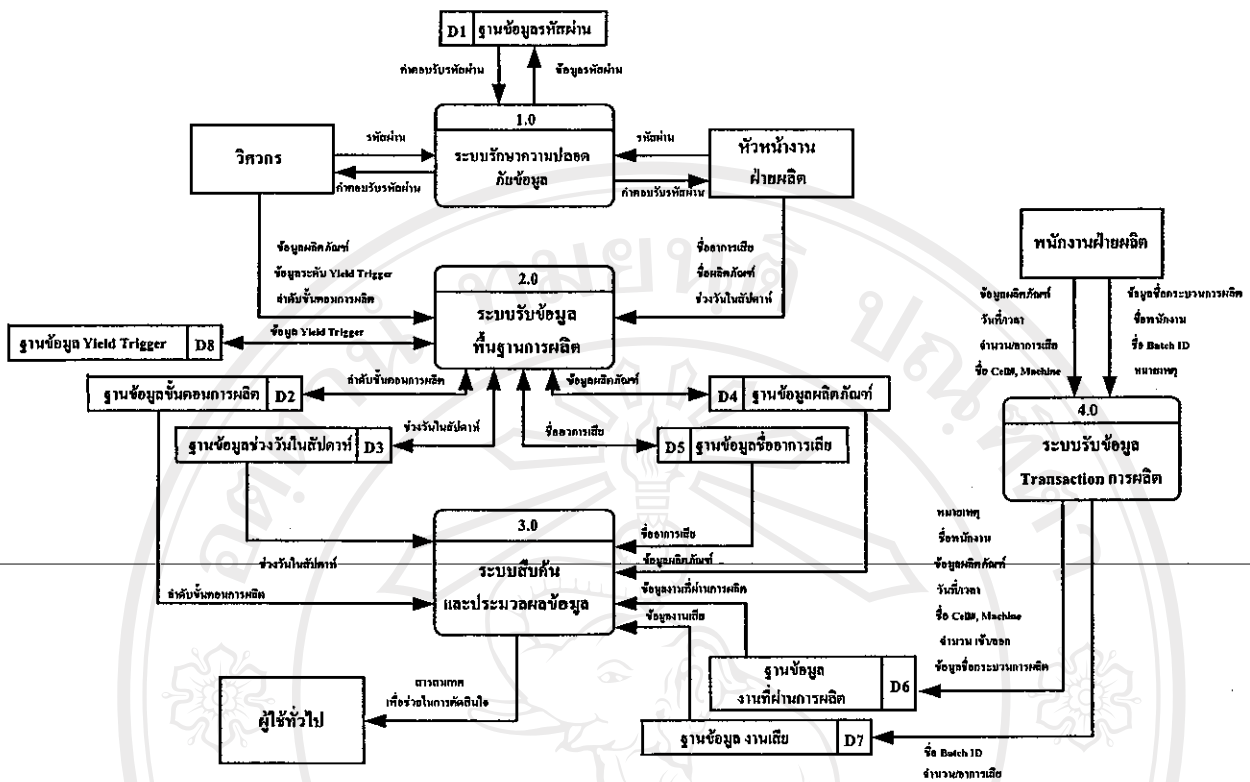 D1 ฐานข้อมูลรหัสผ่าน
คำตอบรับรหัสผ่าน
ข้อมูลรหัสผ่าน
1.0
ระบบรักษาความปลอด
ภัยข้อมูล
วิศวกร
รหัสผ่าน
คำตอบรับรหัสผ่าน
รหัสผ่าน
คำตอบรับรหัสผ่าน
หัวหน้างาน
ฝ่ายผลิต
ข้อมูลผลิตภัณฑ์
ข้อมูลระดับ Yield Trigger
ลำดับขั้นตอนการผลิต
2.0
ระบบรับข้อมูล
พื้นฐานการผลิต
ชื่ออาการเสีย
ชื่อผลิตภัณฑ์
ช่วงวันในสัปดาห์
พนักงานฝ่ายผลิต
ข้อมูลผลิตภัณฑ์
วันที่/เวลา
จำนวน/อาการเสีย
ชื่อ Cell#, Machine
ข้อมูลชื่อกระบวนการผลิต
ชื่อพนักงาน
ชื่อ Batch ID
หมายเหตุ
ฐานข้อมูล Yield Trigger D8
ข้อมูล Yield Trigger
ฐานข้อมูลขั้นตอนการผลิต D2
ลำดับขั้นตอนการผลิต
ข้อมูลผลิตภัณฑ์
D4 ฐานข้อมูลผลิตภัณฑ์
ฐานข้อมูลช่วงวันในสัปดาห์ D3
ช่วงวันในสัปดาห์
ชื่ออาการเสีย
D5 ฐานข้อมูลชื่ออาการเสีย
4.0
ระบบรับข้อมูล
Transaction การผลิต
3.0
ระบบสืบค้น
และประมวลผลข้อมูล
ช่วงวันในสัปดาห์
ลำดับขั้นตอนการผลิต
ชื่ออาการเสีย
ข้อมูลผลิตภัณฑ์
ข้อมูลงานที่ผ่านการผลิต
ข้อมูลงานเสีย
หมายเหตุ
ชื่อพนักงาน
ข้อมูลผลิตภัณฑ์
วันที่/เวลา
ชื่อ Cell#, Machine
จำนวน เข้า/ออก
ข้อมูลชื่อกระบวนการผลิต
ผู้ใช้ทั่วไป
สารสนเทศ
เพื่อช่วยในการตัดสินใจ
ฐานข้อมูล
งานที่ผ่านการผลิต D6
ฐานข้อมูล งานเสีย D7
ชื่อ Batch ID
จำนวน/อาการเสีย